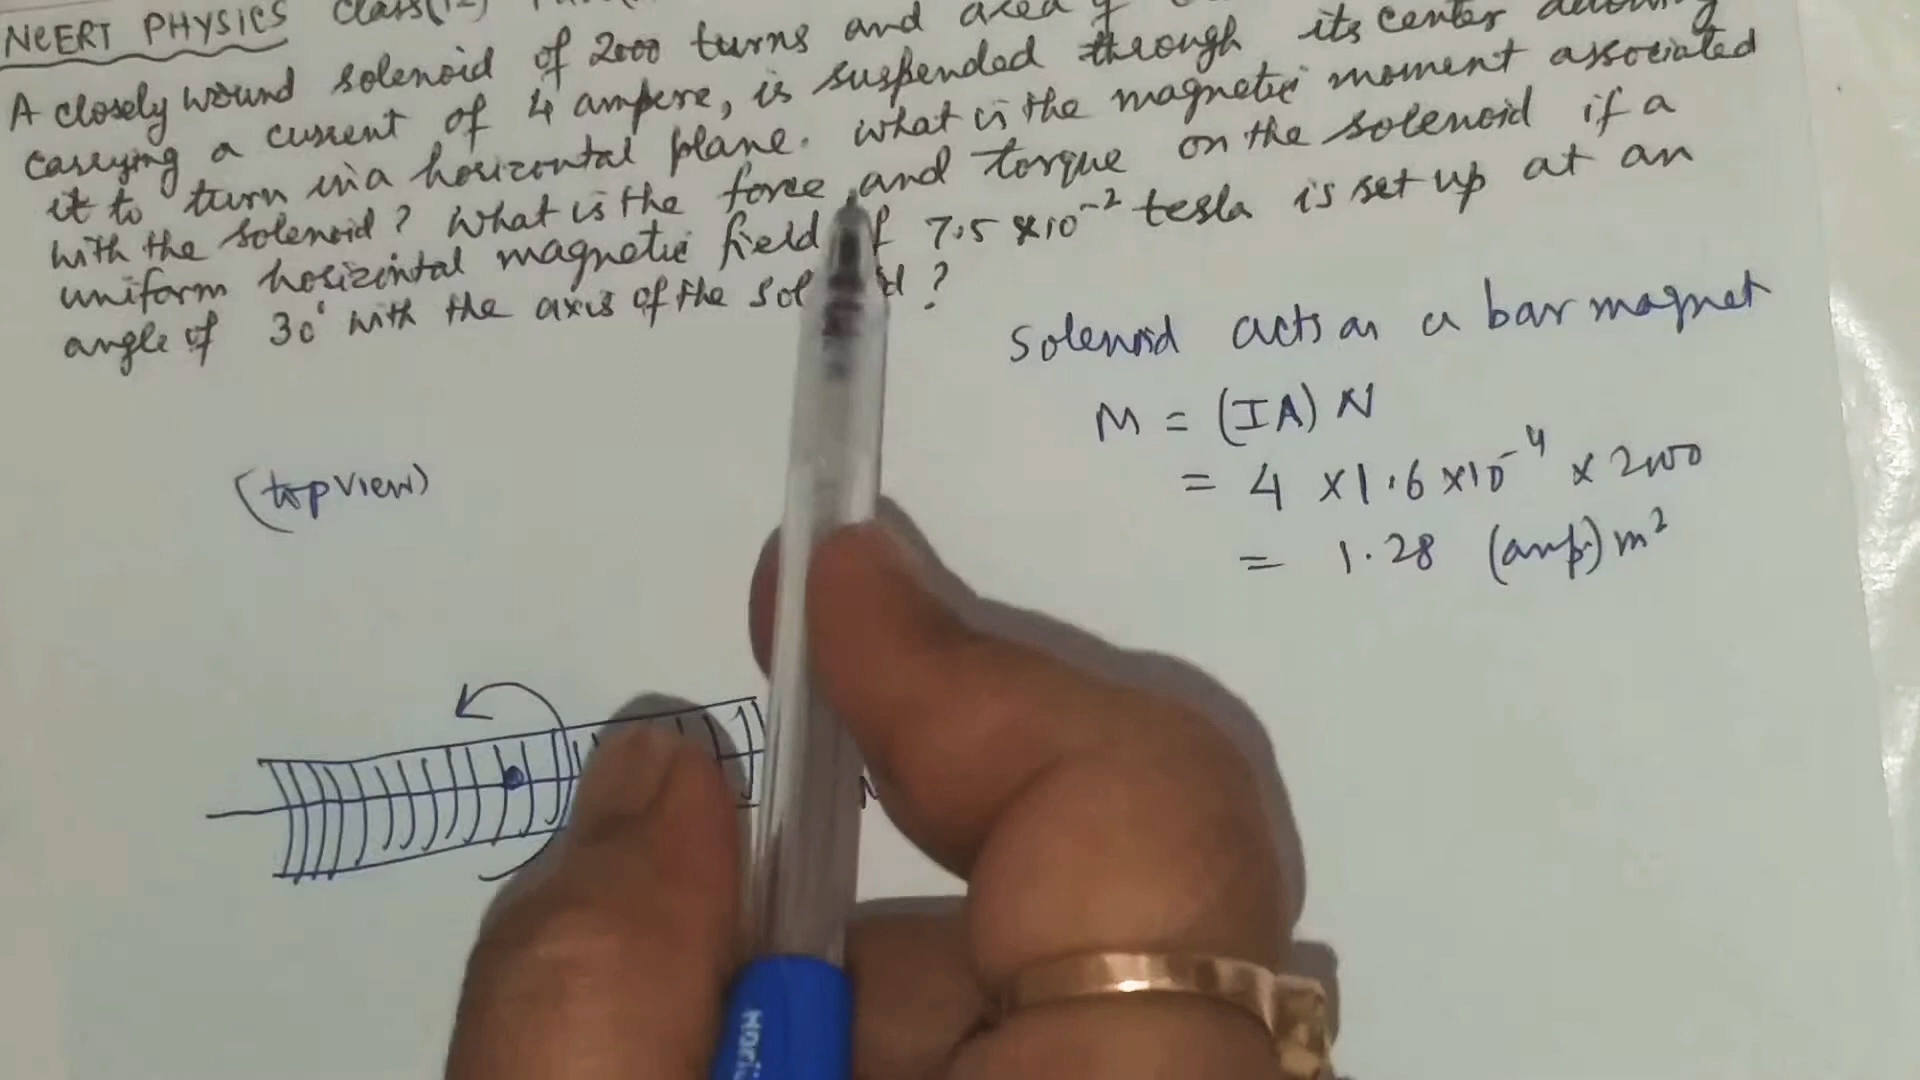 NCERT PHYSICS Class(12)
A closely wound solenoid of 2000 turns and area of
carrying a current of 4 ampere, is suspended through its center allowing
it to turn in a horizontal plane. What is the magnetic moment associated
with the solenoid? What is the force and torque on the solenoid if a
uniform horizontal magnetic field of 7.5 × 10⁻² tesla is set up at an
angle of 30° with the axis of the ?
Solenoid acts as a bar magnet
M = (IA) N
= 4 × 1.6 × 10⁻⁴ × 2000
= 1.28 (amp) m²
(top view)